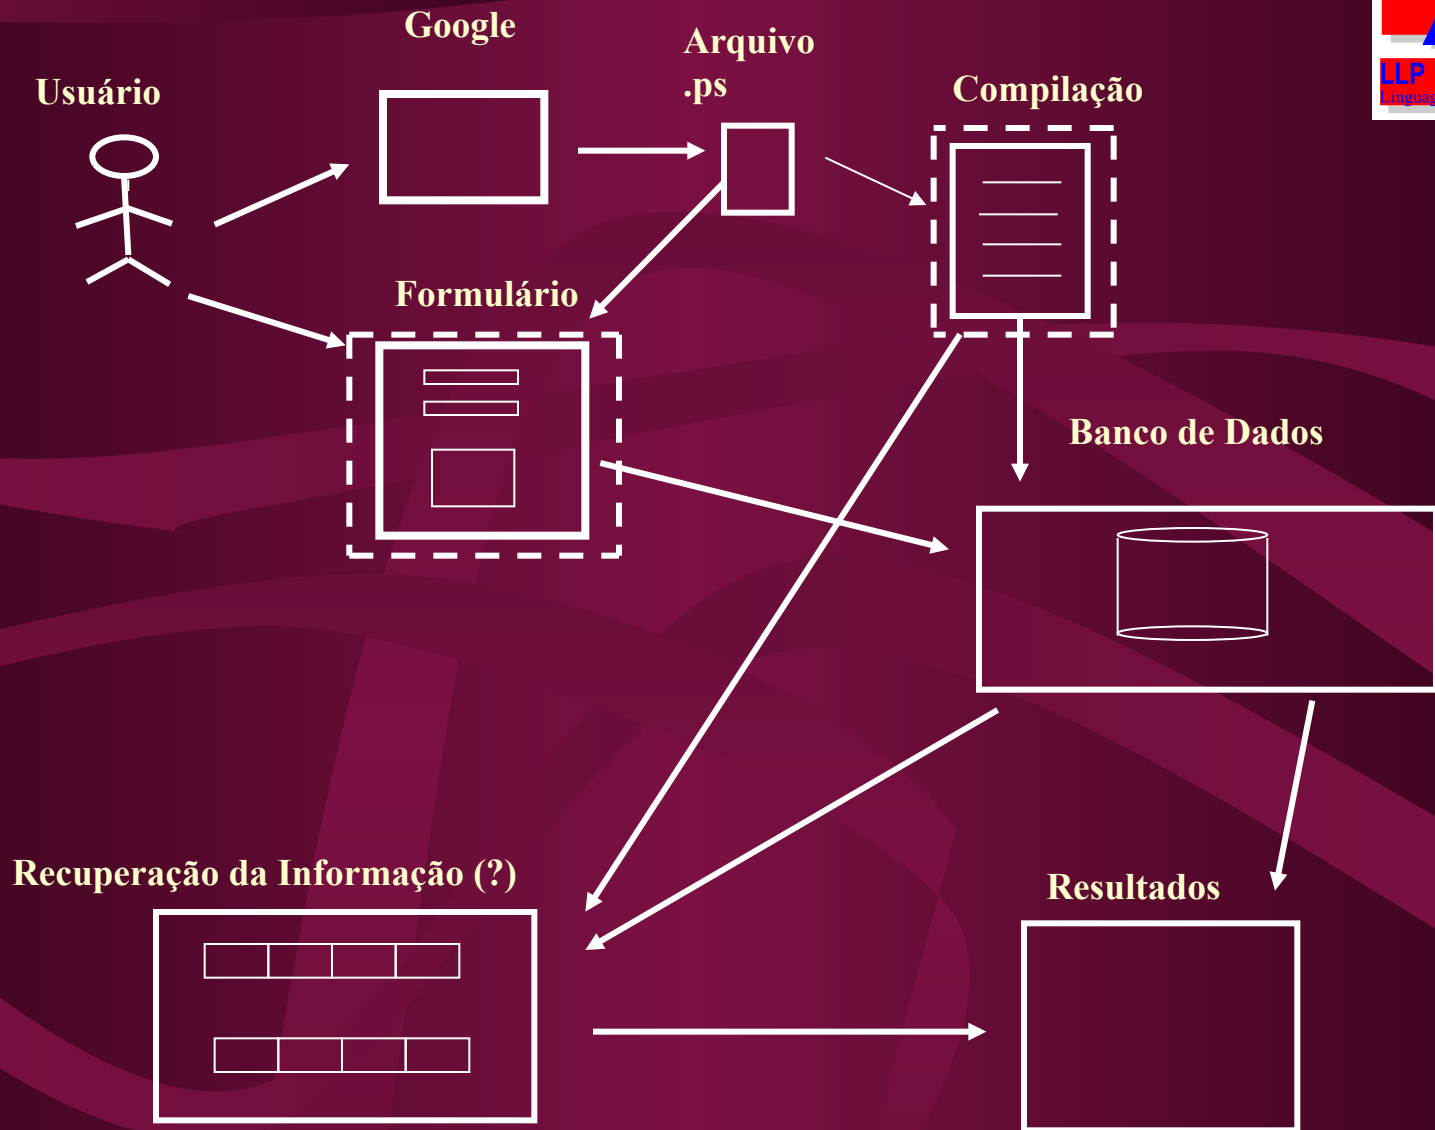 Google
Arquivo
.ps
Usuário
Compilação
LLP
Formulário
Banco de Dados
Recuperação da Informação (?)
Resultados